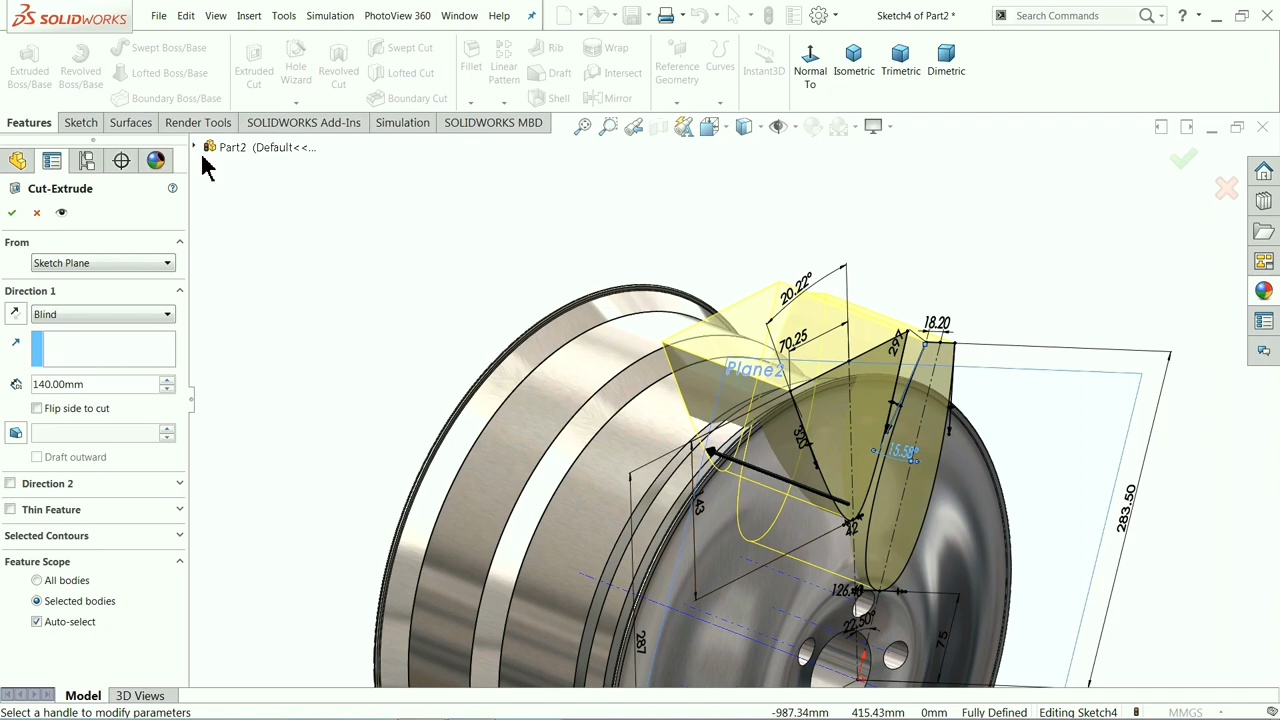 SOLIDWORKS File Edit View Insert Tools Simulation PhotoView 360 Window Help Sketch4 of Part2 * Search Commands ?
Extruded Boss/Base Revolved Boss/Base Swept Boss/Base Lofted Boss/Base Boundary Boss/Base Extruded Cut Hole Wizard Revolved Cut Swept Cut Lofted Cut Boundary Cut Fillet Linear Pattern Rib Draft Shell Wrap Intersect Mirror Reference Geometry Curves Instant3D Normal To Isometric Trimetric Dimetric
Features Sketch Surfaces Render Tools SOLIDWORKS Add-Ins Simulation SOLIDWORKS MBD
Part2 (Default<<...
Cut-Extrude
From
Sketch Plane
Direction 1
Blind
140.00mm
Flip side to cut
Draft outward
Direction 2
Thin Feature
Selected Contours
Feature Scope
All bodies
Selected bodies
Auto-select
20.22°
18.20
70.25
Plane2
15.58°
283.50
43
42
22.50°
75
287
Model 3D Views
Select a handle to modify parameters -987.34mm 415.43mm 0mm Fully Defined Editing Sketch4 MMGS